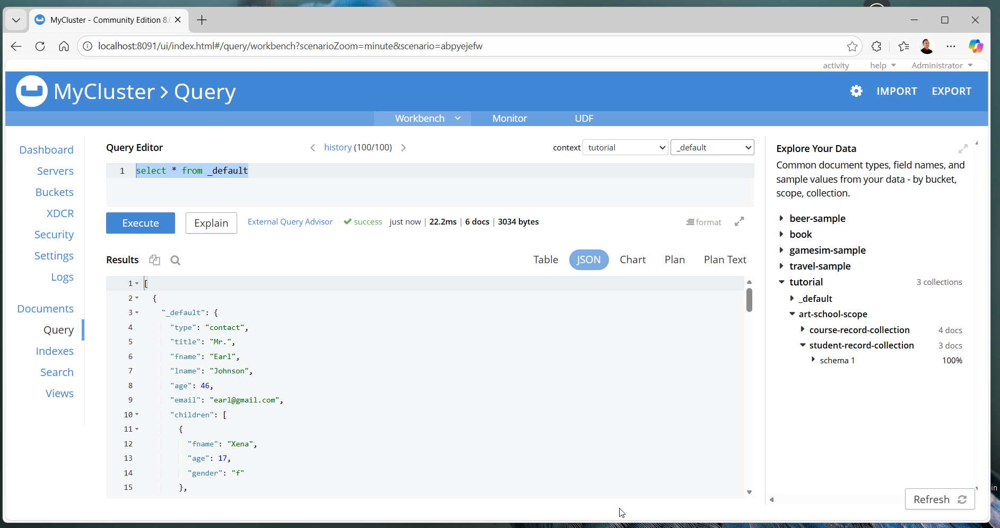 MyCluster - Community Edition 8.0
localhost:8091/ui/index.html#/query/workbench?scenarioZoom=minute&scenario=abpyejefw
activity help Administrator
MyCluster > Query
IMPORT EXPORT
Workbench Monitor UDF
Dashboard
Servers
Buckets
XDCR
Security
Settings
Logs
Documents
Query
Indexes
Search
Views
Query Editor
history (100/100)
context tutorial _default
1 select * from _default
Execute Explain External Query Advisor success just now | 22.2ms | 6 docs | 3034 bytes
format
Results
Table JSON Chart Plan Plan Text
1 [
2 {
3 "_default": {
4 "type": "contact",
5 "title": "Mr.",
6 "fname": "Earl",
7 "lname": "Johnson",
8 "age": 46,
9 "email": "earl@gmail.com",
10 "children": [
11 {
12 "fname": "Xena",
13 "age": 17,
14 "gender": "f"
15 },
Explore Your Data
Common document types, field names, and
sample values from your data - by bucket,
scope, collection.
beer-sample
book
gamesim-sample
travel-sample
tutorial 3 collections
_default
art-school-scope
course-record-collection 4 docs
student-record-collection 3 docs
schema 1 100%
Refresh
in